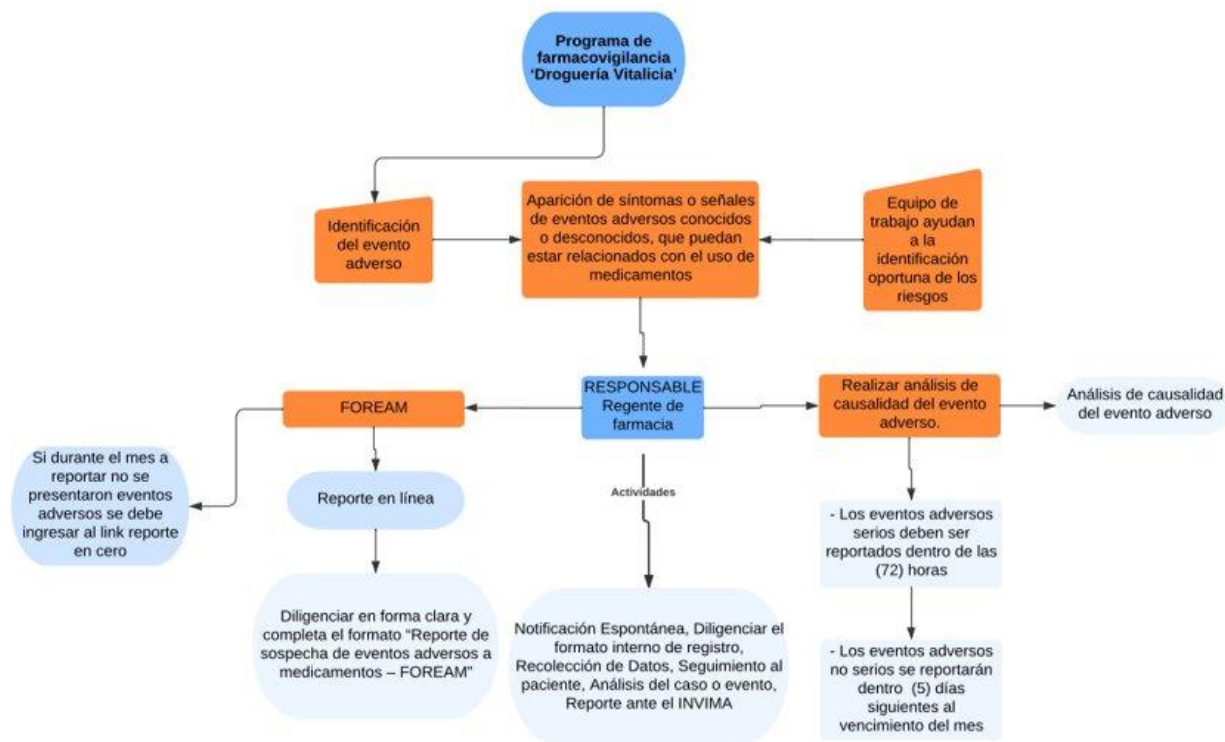 Programa de
farmacovigilancia
‘Droguería Vitalicia’
Identificación
del evento
adverso
Aparición de síntomas o señales
de eventos adversos conocidos
o desconocidos, que puedan
estar relacionados con el uso de
medicamentos
Equipo de
trabajo ayudan
a la
identificación
oportuna de los
riesgos
FOREAM
RESPONSABLE
Regente de
farmacia
Realizar análisis de
causalidad del evento
adverso.
Análisis de causalidad
del evento adverso
Si durante el mes a
reportar no se
presentaron eventos
adversos se debe
ingresar al link reporte
en cero
Reporte en línea
Actividades
- Los eventos adversos
serios deben ser
reportados dentro de las
(72) horas
Diligenciar en forma clara y
completa el formato “Reporte de
sospecha de eventos adversos a
medicamentos – FOREAM”
Notificación Espontánea, Diligenciar el
formato interno de registro,
Recolección de Datos, Seguimiento al
paciente, Análisis del caso o evento,
Reporte ante el INVIMA
- Los eventos adversos
no serios se reportarán
dentro (5) días
siguientes al
vencimiento del mes